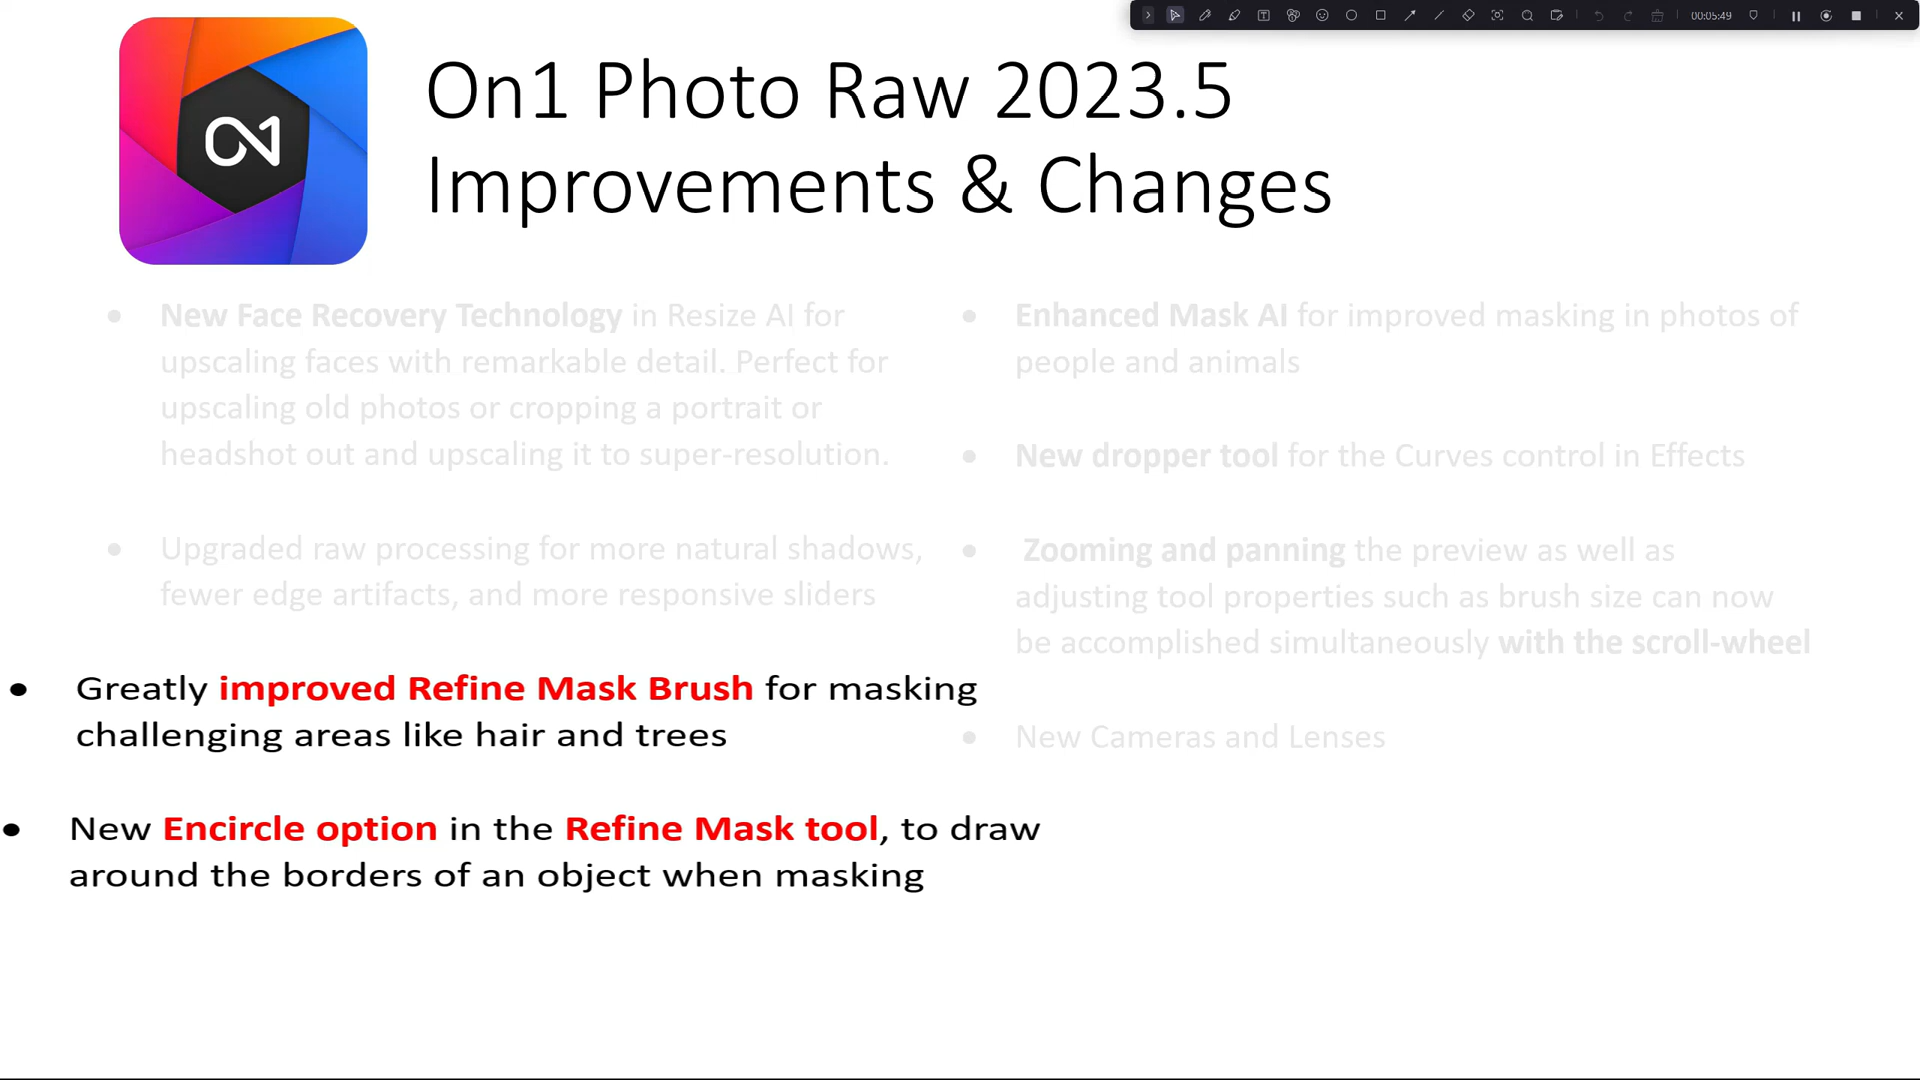 00:05:49
ON1
On1 Photo Raw 2023.5
Improvements & Changes
• New Face Recovery Technology in Resize AI for
upscaling faces with remarkable detail. Perfect for
upscaling old photos or cropping a portrait or
headshot out and upscaling it to super-resolution.
• Upgraded raw processing for more natural shadows,
fewer edge artifacts, and more responsive sliders
• Greatly improved Refine Mask Brush for masking
challenging areas like hair and trees
• New Encircle option in the Refine Mask tool, to draw
around the borders of an object when masking
• Enhanced Mask AI for improved masking in photos of
people and animals
• New dropper tool for the Curves control in Effects
• Zooming and panning the preview as well as
adjusting tool properties such as brush size can now
be accomplished simultaneously with the scroll-wheel
• New Cameras and Lenses